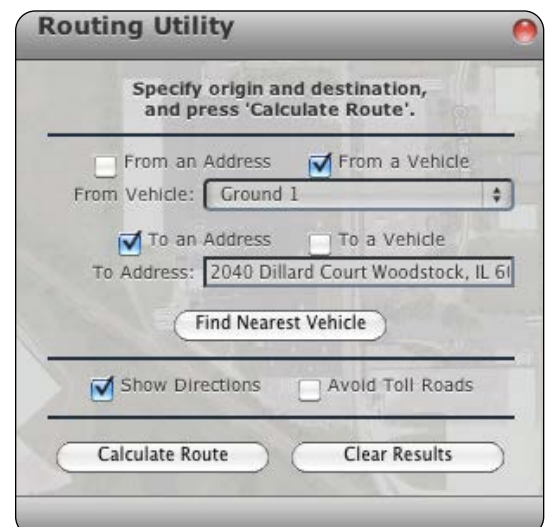 Routing Utility
Specify origin and destination,
and press 'Calculate Route'.
From an Address From a Vehicle
From Vehicle: Ground 1
To an Address To a Vehicle
To Address: 2040 Dillard Court Woodstock, IL
Find Nearest Vehicle
Show Directions Avoid Toll Roads
Calculate Route Clear Results